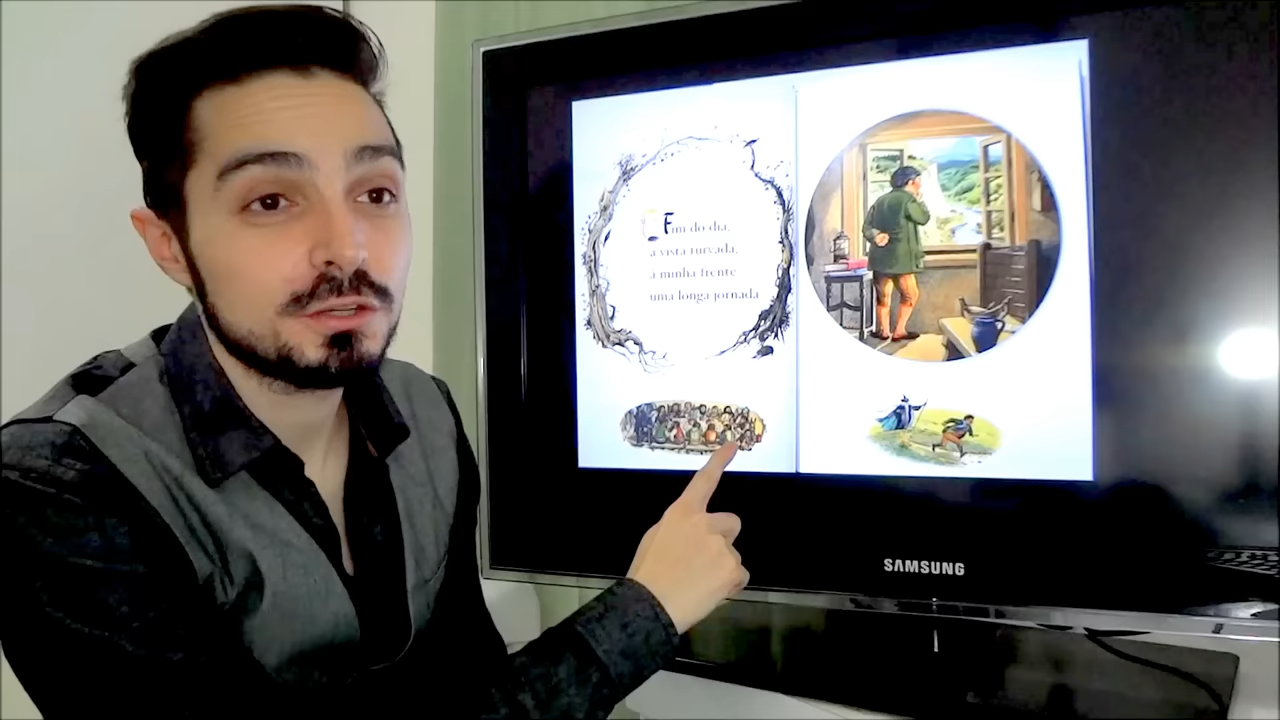 Fim do dia,
a vista turvada,
à minha frente
uma longa jornada
SAMSUNG